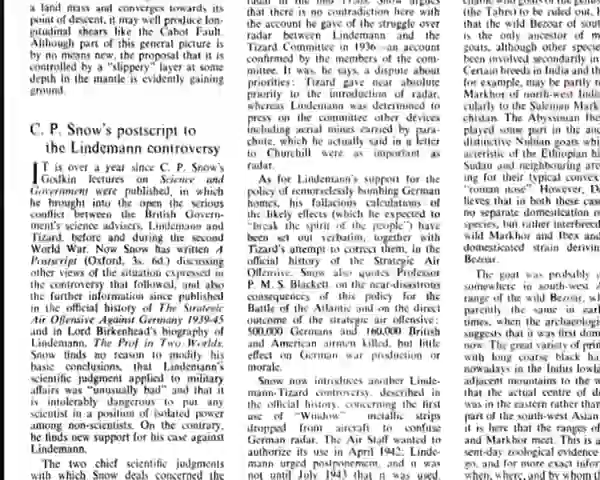 a land mass and converges towards its
point of descent, it may well produce lon-
gitudinal shears like the Cabot Fault.
Although part of this general picture is
by no means new, the proposal that it is
controlled by a "slippery" layer at some
depth in the mantle is evidently gaining
ground.
C. P. Snow's postscript to
the Lindemann controversy
IT is over a year since C. P. Snow's
Godkin lectures on Science and
Government were published, in which
he brought into the open the serious
conflict between the British Govern-
ment's science advisers, Lindemann and
Tizard, before and during the second
World War. Now Snow has written A
Postscript (Oxford, 3s. 6d.) discussing
other views of the situation expressed in
the controversy that followed, and also
the further information since published
in the official history of The Strategic
Air Offensive Against Germany 1939-45
and in Lord Birkenhead's biography of
Lindemann, The Prof in Two Worlds.
Snow finds no reason to modify his
basic conclusions, that Lindemann's
scientific judgment applied to military
affairs was "unusually bad" and that it
is intolerably dangerous to put any
scientist in a position of isolated power
among non-scientists. On the contrary,
he finds new support for his case against
Lindemann.
The two chief scientific judgments
with which Snow deals concerned the
that there is no contradiction here with
the account he gave of the struggle over
radar between Lindemann and the
Tizard Committee in 1936—an account
confirmed by the members of the com-
mittee. It was, he says, a dispute about
priorities: Tizard gave near absolute
priority to the introduction of radar,
whereas Lindemann was determined to
press on the committee other devices
including aerial mines carried by para-
chute, which he actually said in a letter
to Churchill were as important as
radar.
As for Lindemann's support for the
policy of remorselessly bombing German
homes, his fallacious calculations of
the likely effects (which he expected to
"break the spirit of the people") have
been set out verbatim, together with
Tizard's attempt to correct them, in the
official history of the Strategic Air
Offensive. Snow also quotes Professor
P. M. S. Blackett on the near-disastrous
consequences of this policy for the
Battle of the Atlantic and on the direct
outcome of the strategic air offensive:
500,000 Germans and 160,000 British
and American airmen killed, but little
effect on German war production or
morale.
Snow now introduces another Linde-
mann-Tizard controversy, described in
the official history, concerning the first
use of "Window" metallic strips
dropped from aircraft to confuse
German radar. The Air Staff wanted to
authorize its use in April 1942; Linde-
mann urged postponement, and it was
not until July 1943 that it was used.
(the Tahrs) to be ruled out,
that the wild Bezoar of sout
is the only ancestor of m
goats, although other specie
been involved secondarily in
Certain breeds in India and th
for example, may be partly
Markhor of north-west India
cularly to the Suleman Mark
chistan. The Abyssinian Ibe
played some part in the anc
distinctive Nubian goats whi
acteristic of the Ethiopian hi
Sudan and neighbouring are
ing for their typical convex
"roman nose" However, D
lieves that in both these cas
no separate domestication o
species, but rather interbreed
wild Markhor and Ibex and
domesticated strain derivin
Bezoar.
The goat was probably
somewhere in south-west A
range of the wild Bezoar, wh
parently the same in earl
times, when the archaeologi
suggests that it was first dom
now. The great variety of prim
with long coarse black ha
nowadays in the Indus lowla
adjacent mountains to the w
that the actual centre of do
was in the eastern rather than
part of the south-west Asian
it is here that the ranges of
and Markhor meet. This is a
sent-day zoological evidence
go, and for more exact infor
when, where, and by whom th